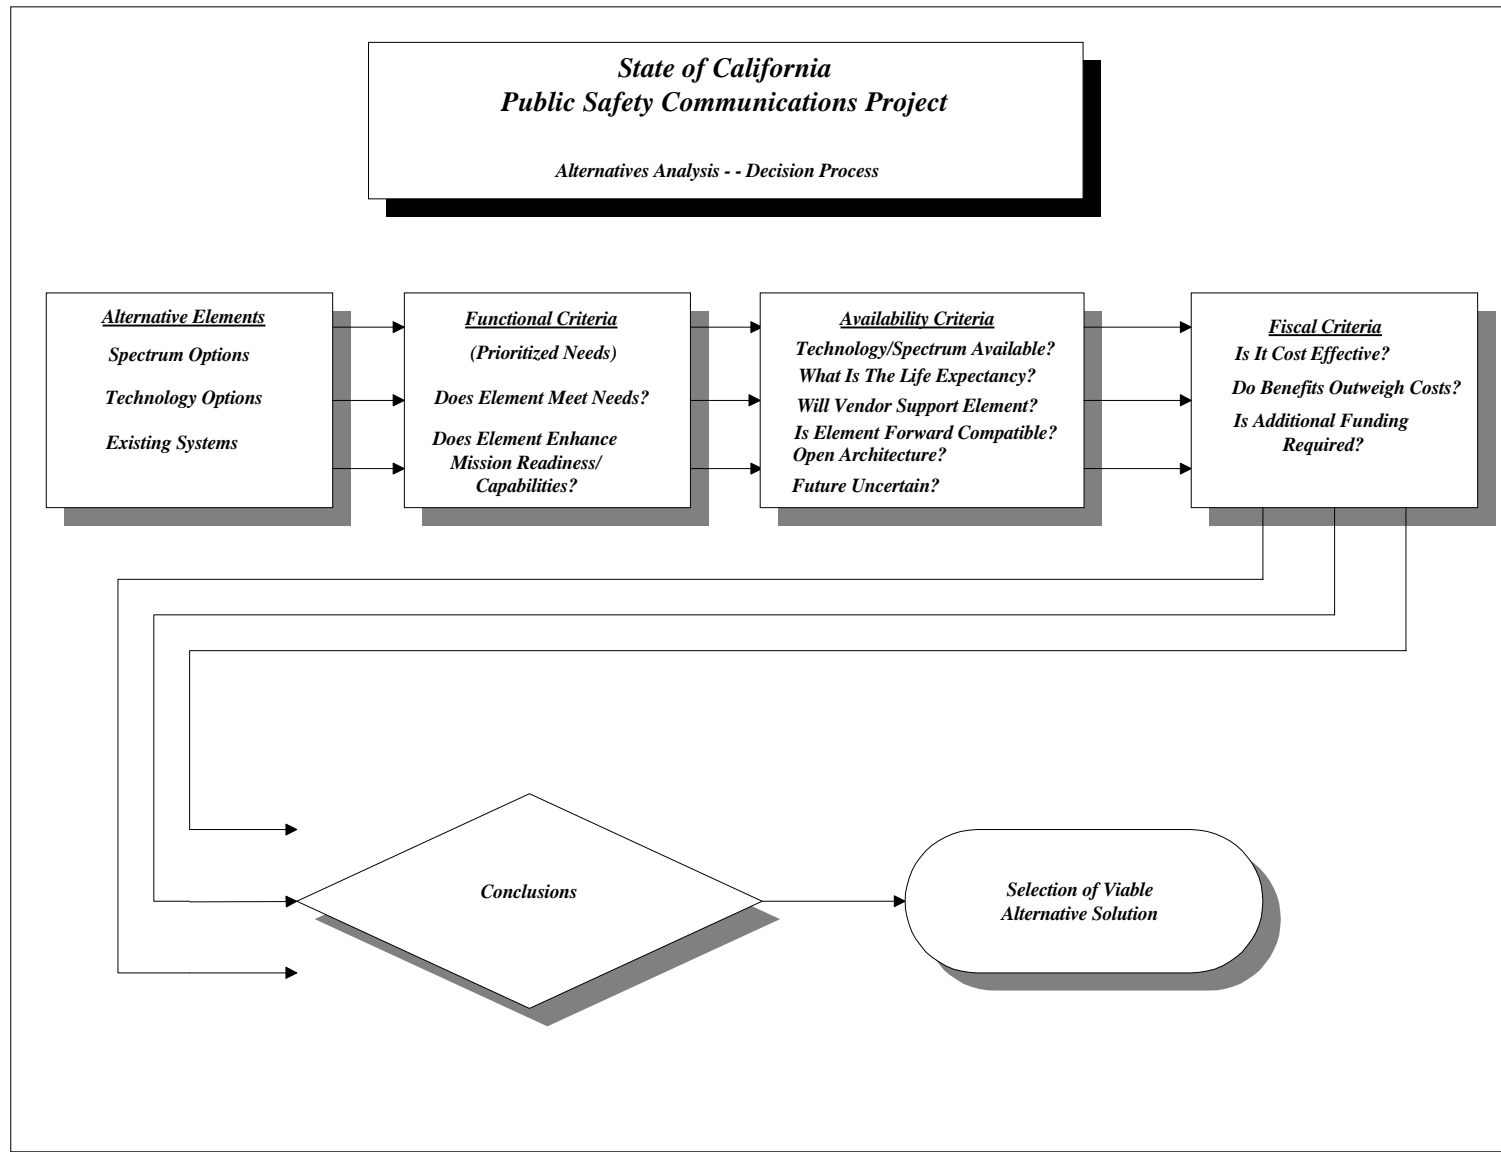 State of California
Public Safety Communications Project
Alternatives Analysis - - Decision Process
Alternative Elements
Spectrum Options
Technology Options
Existing Systems
Functional Criteria
(Prioritized Needs)
Does Element Meet Needs?
Does Element Enhance
Mission Readiness/
Capabilities?
Availability Criteria
Technology/Spectrum Available?
What Is The Life Expectancy?
Will Vendor Support Element?
Is Element Forward Compatible?
Open Architecture?
Future Uncertain?
Fiscal Criteria
Is It Cost Effective?
Do Benefits Outweigh Costs?
Is Additional Funding
Required?
Conclusions
Selection of Viable
Alternative Solution